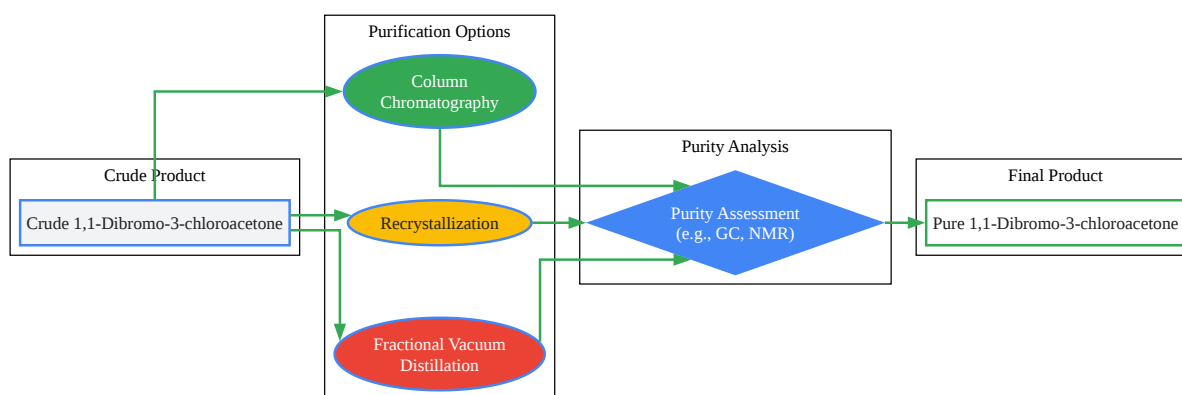 Crude Product
Crude 1,1-Dibromo-3-chloroacetone
Purification Options
Column
Chromatography
Recrystallization
Fractional Vacuum
Distillation
Purity Analysis
Purity Assessment
(e.g., GC, NMR)
Final Product
Pure 1,1-Dibromo-3-chloroacetone